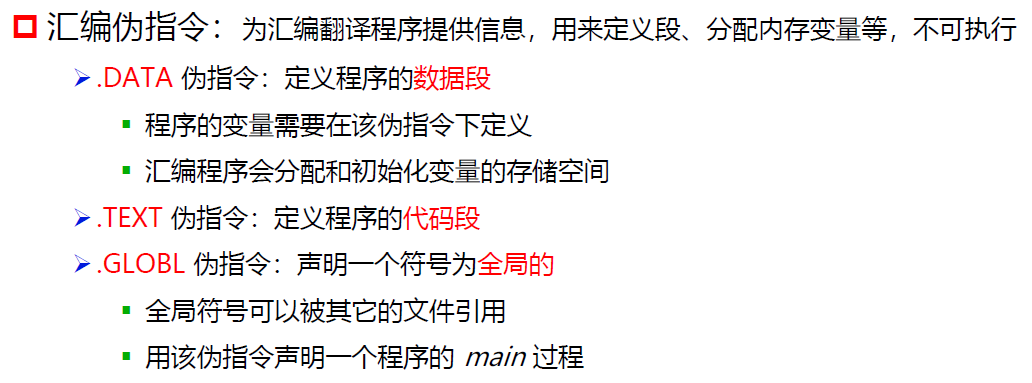 汇编伪指令：为汇编翻译程序提供信息，用来定义段、分配内存变量等，不可执行
.DATA 伪指令：定义程序的数据段
程序的变量需要在该伪指令下定义
汇编程序会分配和初始化变量的存储空间
.TEXT 伪指令：定义程序的代码段
.GLOBL 伪指令：声明一个符号为全局的
全局符号可以被其它的文件引用
用该伪指令声明一个程序的 main 过程